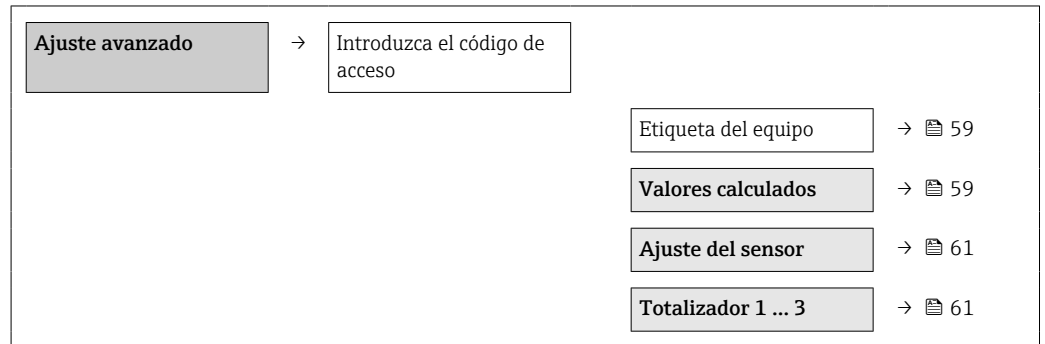 Ajuste avanzado → Introduzca el código de
acceso
Etiqueta del equipo → 59
Valores calculados → 59
Ajuste del sensor → 61
Totalizador 1 ... 3 → 61